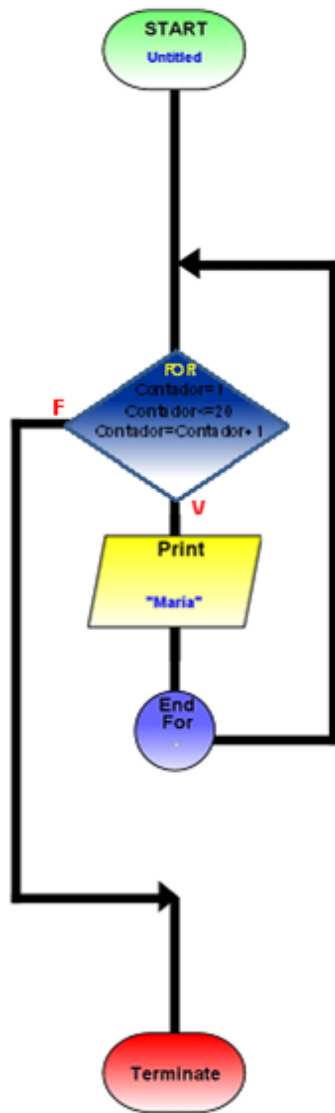 START
Untitled
FOR
Contador=1
F
Contador<=20
Contador=Contador+ 1
V
Print
"María"
End
For
.
Terminate